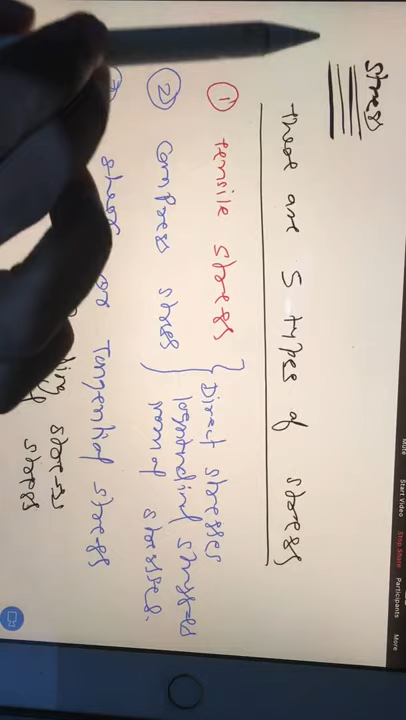 Stress
There are 5 types of stress
① tensile stress
② Compress stress
Direct stresses
longitudinal stresses
normal stresses.
shear or Tangential stress
stress
stress
Mute
Start Video
Stop Share
Participants
More